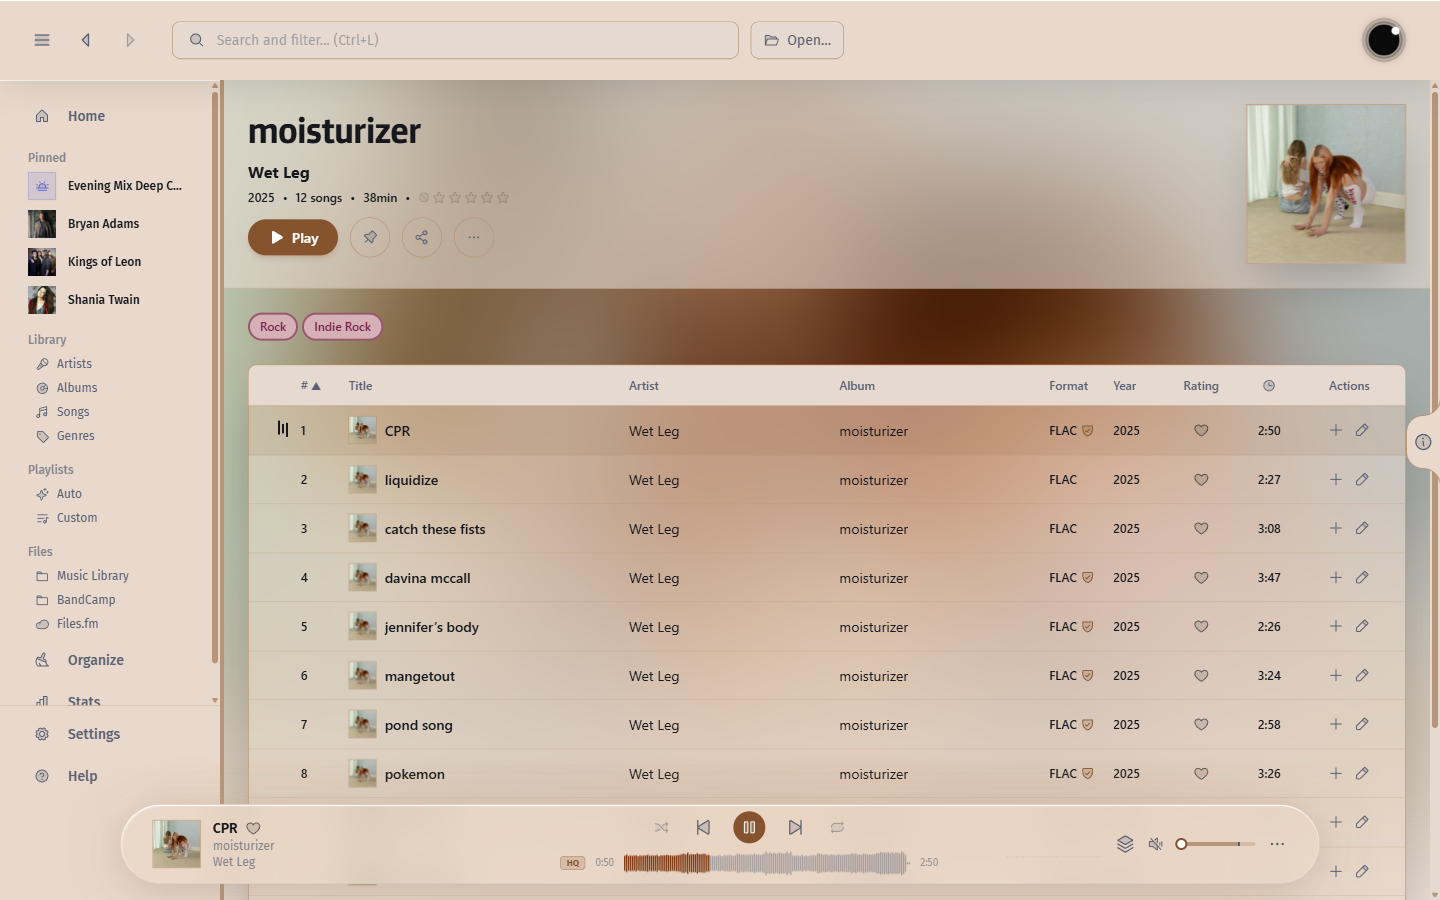 Search and filter... (Ctrl+L)
Open...
Home
Pinned
Evening Mix Deep C...
Bryan Adams
Kings of Leon
Shania Twain
Library
Artists
Albums
Songs
Genres
Playlists
Auto
Custom
Files
Music Library
BandCamp
Files.fm
Organize
Stats
Settings
Help
moisturizer
Wet Leg
2025 • 12 songs • 38min •
Play
Rock
Indie Rock
# ▲ Title Artist Album Format Year Rating Actions
1 CPR Wet Leg moisturizer FLAC 2025 2:50
2 liquidize Wet Leg moisturizer FLAC 2025 2:27
3 catch these fists Wet Leg moisturizer FLAC 2025 3:08
4 davina mccall Wet Leg moisturizer FLAC 2025 3:47
5 jennifer's body Wet Leg moisturizer FLAC 2025 2:26
6 mangetout Wet Leg moisturizer FLAC 2025 3:24
7 pond song Wet Leg moisturizer FLAC 2025 2:58
8 pokemon Wet Leg moisturizer FLAC 2025 3:26
CPR
moisturizer
Wet Leg
HQ 0:50 2:50